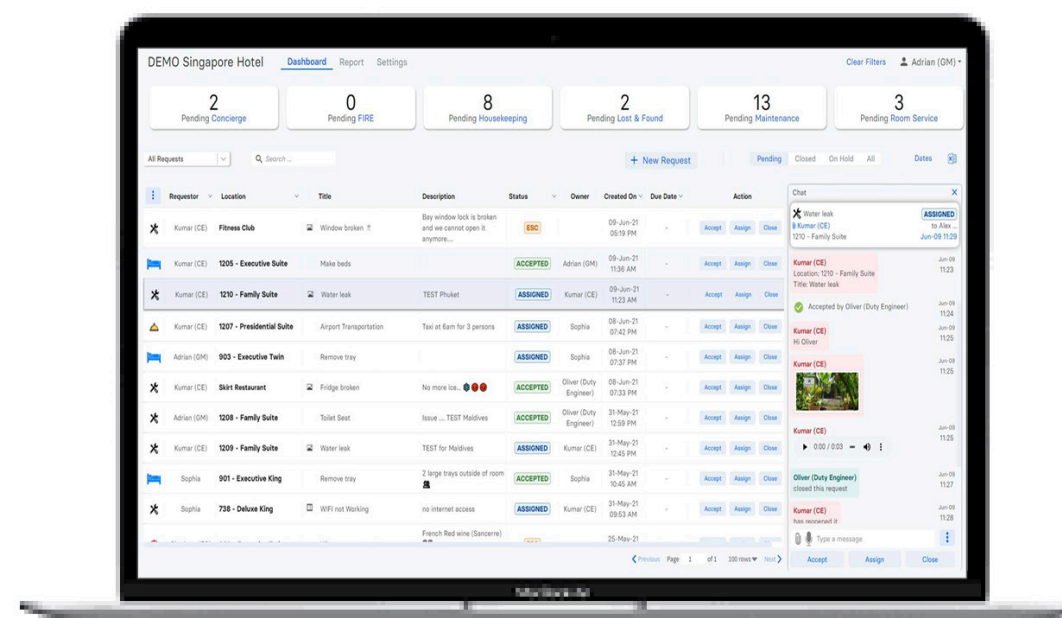 DEMO Singapore Hotel Dashboard Report Settings Clear Filters Adrian (GM)
2 0 8 2 13 3
Pending Concierge Pending FIRE Pending Housekeeping Pending Lost & Found Pending Maintenance Pending Room Service
All Requests Search ... + New Request Pending Closed On Hold All Dates
Requestor Location Title Description Status Owner Created On Due Date Action
Kumar (CE) Fitness Club Window broken !! Bay window lock is broken and we cannot open it anymore.... ESC 09-Jun-21 05:19 PM - Accept Assign Close
Kumar (CE) 1205 - Executive Suite Make beds ACCEPTED Adrian (GM) 09-Jun-21 11:36 AM - Accept Assign Close
Kumar (CE) 1210 - Family Suite Water leak TEST Phuket ASSIGNED Kumar (CE) 09-Jun-21 11:23 AM - Accept Assign Close
Kumar (CE) 1207 - Presidential Suite Airport Transportation Taxi at 6am for 3 persons ASSIGNED Sophia 08-Jun-21 07:42 PM - Accept Assign Close
Adrian (GM) 903 - Executive Twin Remove tray ASSIGNED Sophia 06-Jun-21 07:37 PM - Accept Assign Close
Kumar (CE) Skirt Restaurant Fridge broken No more ice... ACCEPTED Oliver (Duty Engineer) 06-Jun-21 07:33 PM - Accept Assign Close
Adrian (GM) 1208 - Family Suite Toilet Seat Issue .... TEST Maldives ACCEPTED Oliver (Duty Engineer) 31-May-21 12:59 PM - Accept Assign Close
Kumar (CE) 1209 - Family Suite Water leak TEST for Maldives ASSIGNED Kumar (CE) 31-May-21 12:45 PM - Accept Assign Close
Sophia 901 - Executive King Remove tray 2 large trays outside of room ACCEPTED Sophia 31-May-21 10:45 AM - Accept Assign Close
Sophia 738 - Deluxe King WIFI not Working no internet access ASSIGNED Kumar (CE) 31-May-21 09:53 AM - Accept Assign Close
French Red wine (Sancerre) 25-May-21
Previous Page 1 of 1 100 rows Next
Chat X
Water leak ASSIGNED
Kumar (CE) to Alex ...
1210 - Family Suite Jun-09 11:29
Kumar (CE) Jun-09
Location: 1210 - Family Suite 11:23
Title: Water leak
Accepted by Oliver (Duty Engineer) Jun-09
11:24
Kumar (CE) Jun-09
Hi Oliver 11:25
Kumar (CE) Jun-09
11:25
Kumar (CE) Jun-09
0:00 / 0:03 11:25
Oliver (Duty Engineer) Jun-09
closed this request 11:27
Kumar (CE) Jun-09
has reopened it 11:28
Type a message
Accept Assign Close